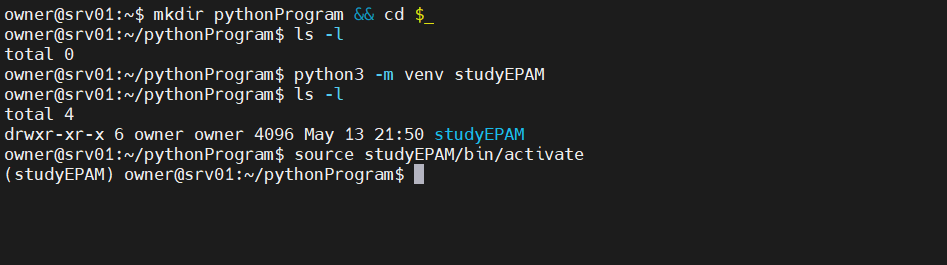 owner@srv01:~$ mkdir pythonProgram && cd $_
owner@srv01:~/pythonProgram$ ls -l
total 0
owner@srv01:~/pythonProgram$ python3 -m venv studyEPAM
owner@srv01:~/pythonProgram$ ls -l
total 4
drwxr-xr-x 6 owner owner 4096 May 13 21:50 studyEPAM
owner@srv01:~/pythonProgram$ source studyEPAM/bin/activate
(studyEPAM) owner@srv01:~/pythonProgram$